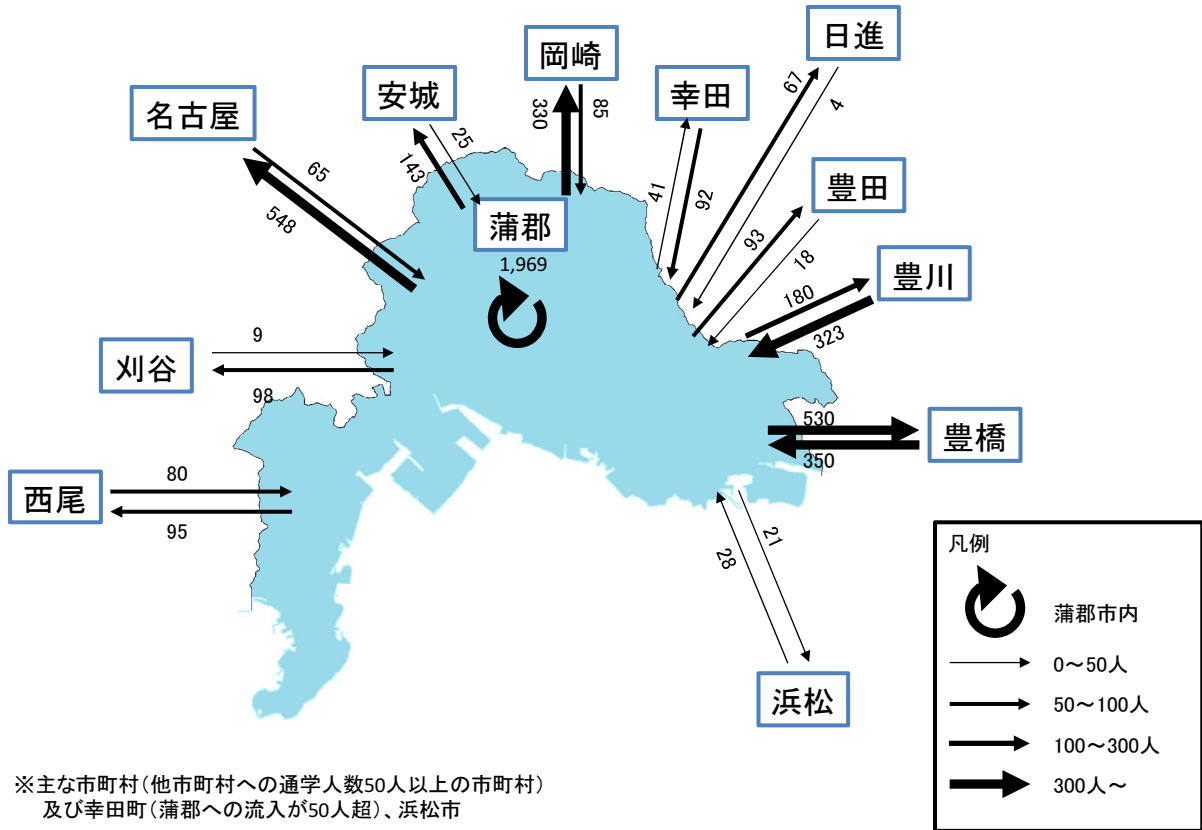 日進
岡崎
幸田
安城
名古屋
67
4
330
85
25
143
65
548
41
92
豊田
蒲郡
1,969
93
18
豊川
180
323
9
刈谷
98
530
豊橋
350
80
西尾
95
21
28
浜松
凡例
蒲郡市内
0～50人
50～100人
100～300人
300人～
※主な市町村(他市町村への通学人数50人以上の市町村)
及び幸田町(蒲郡への流入が50人超)、浜松市